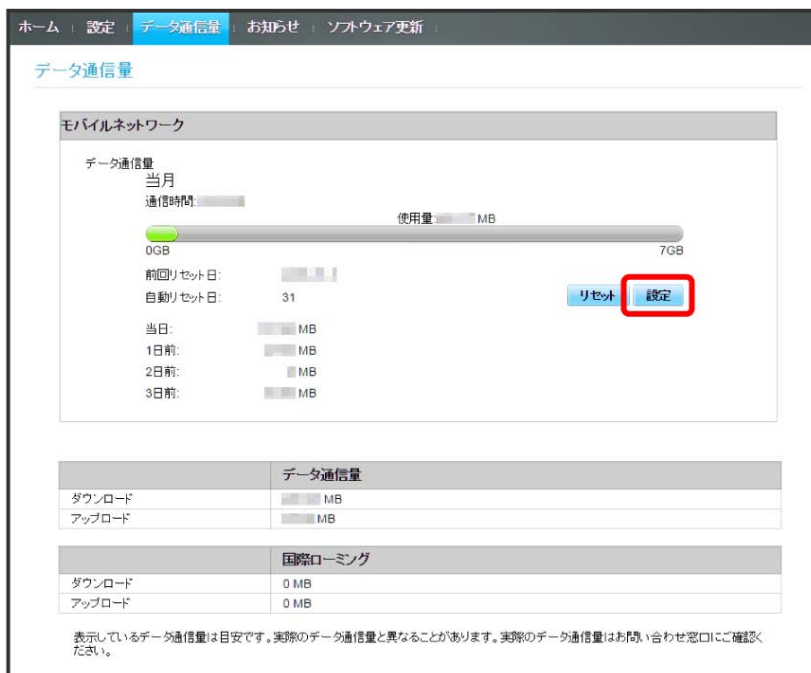 ホーム 設定 データ通信量 お知らせ ソフトウェア更新
データ通信量
モバイルネットワーク
データ通信量
当月
通信時間:
使用量: MB
0GB 7GB
前回リセット日:
自動リセット日: 31 リセット 設定
当日: MB
1日前: MB
2日前: MB
3日前: MB
データ通信量
ダウンロード MB
アップロード MB
国際ローミング
ダウンロード 0 MB
アップロード 0 MB
表示しているデータ通信量は目安です。実際のデータ通信量と異なることがあります。実際のデータ通信量はお問い合わせ窓口にご確認く
ださい。